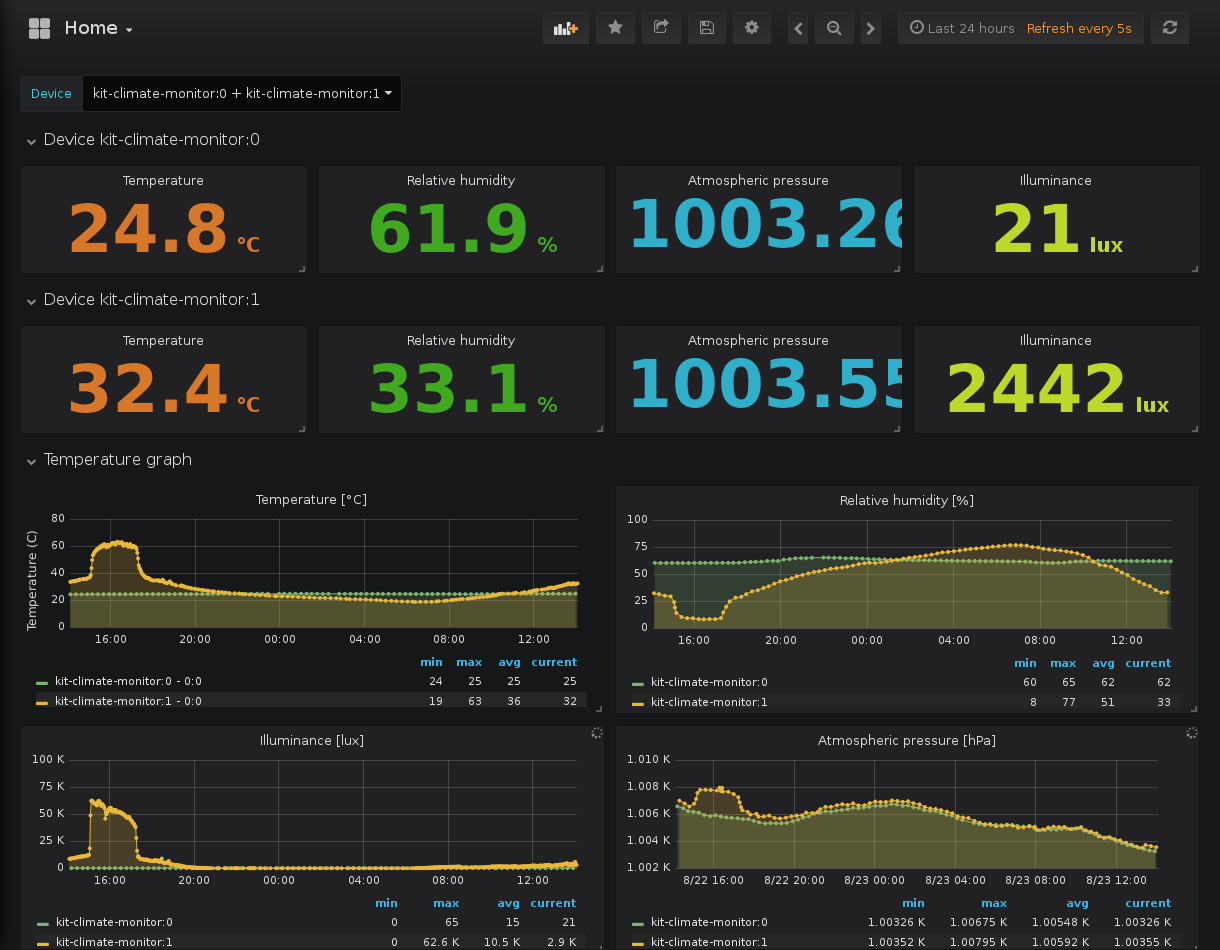 Home
Last 24 hours Refresh every 5s
Device kit-climate-monitor:0 + kit-climate-monitor:1
Device kit-climate-monitor:0
Temperature Relative humidity Atmospheric pressure Illuminance
24.8 °C 61.9 % 1003.26 21 lux
Device kit-climate-monitor:1
Temperature Relative humidity Atmospheric pressure Illuminance
32.4 °C 33.1 % 1003.55 2442 lux
Temperature graph
Temperature [°C]
Temperature (C)
80
60
40
20
0
16:00 20:00 00:00 04:00 08:00 12:00
min max avg current
kit-climate-monitor:0 - 0:0 24 25 25 25
kit-climate-monitor:1 - 0:0 19 63 36 32
Relative humidity [%]
100
75
50
25
0
16:00 20:00 00:00 04:00 08:00 12:00
min max avg current
kit-climate-monitor:0 60 65 62 62
kit-climate-monitor:1 8 77 51 33
Illuminance [lux]
100 K
75 K
50 K
25 K
0
16:00 20:00 00:00 04:00 08:00 12:00
min max avg current
kit-climate-monitor:0 0 65 15 21
kit-climate-monitor:1 0 62.6 K 10.5 K 2.9 K
Atmospheric pressure [hPa]
1.010 K
1.008 K
1.006 K
1.004 K
1.002 K
8/22 16:00 8/22 20:00 8/23 00:00 8/23 04:00 8/23 08:00 8/23 12:00
min max avg current
kit-climate-monitor:0 1.00326 K 1.00675 K 1.00548 K 1.00326 K
kit-climate-monitor:1 1.00352 K 1.00795 K 1.00592 K 1.00355 K